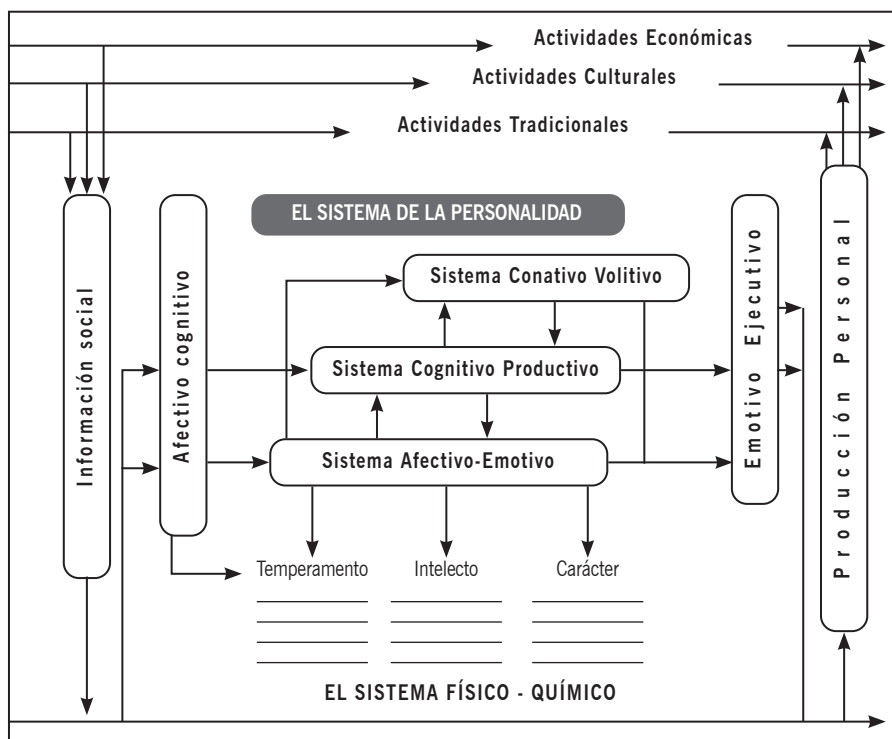 Actividades Económicas
Actividades Culturales
Actividades Tradicionales
EL SISTEMA DE LA PERSONALIDAD
Información social
Afectivo cognitivo
Sistema Conativo Volitivo
Sistema Cognitivo Productivo
Sistema Afectivo-Emotivo
Emotivo Ejecutivo
Producción Personal
Temperamento
Intelecto
Carácter
EL SISTEMA FÍSICO - QUÍMICO